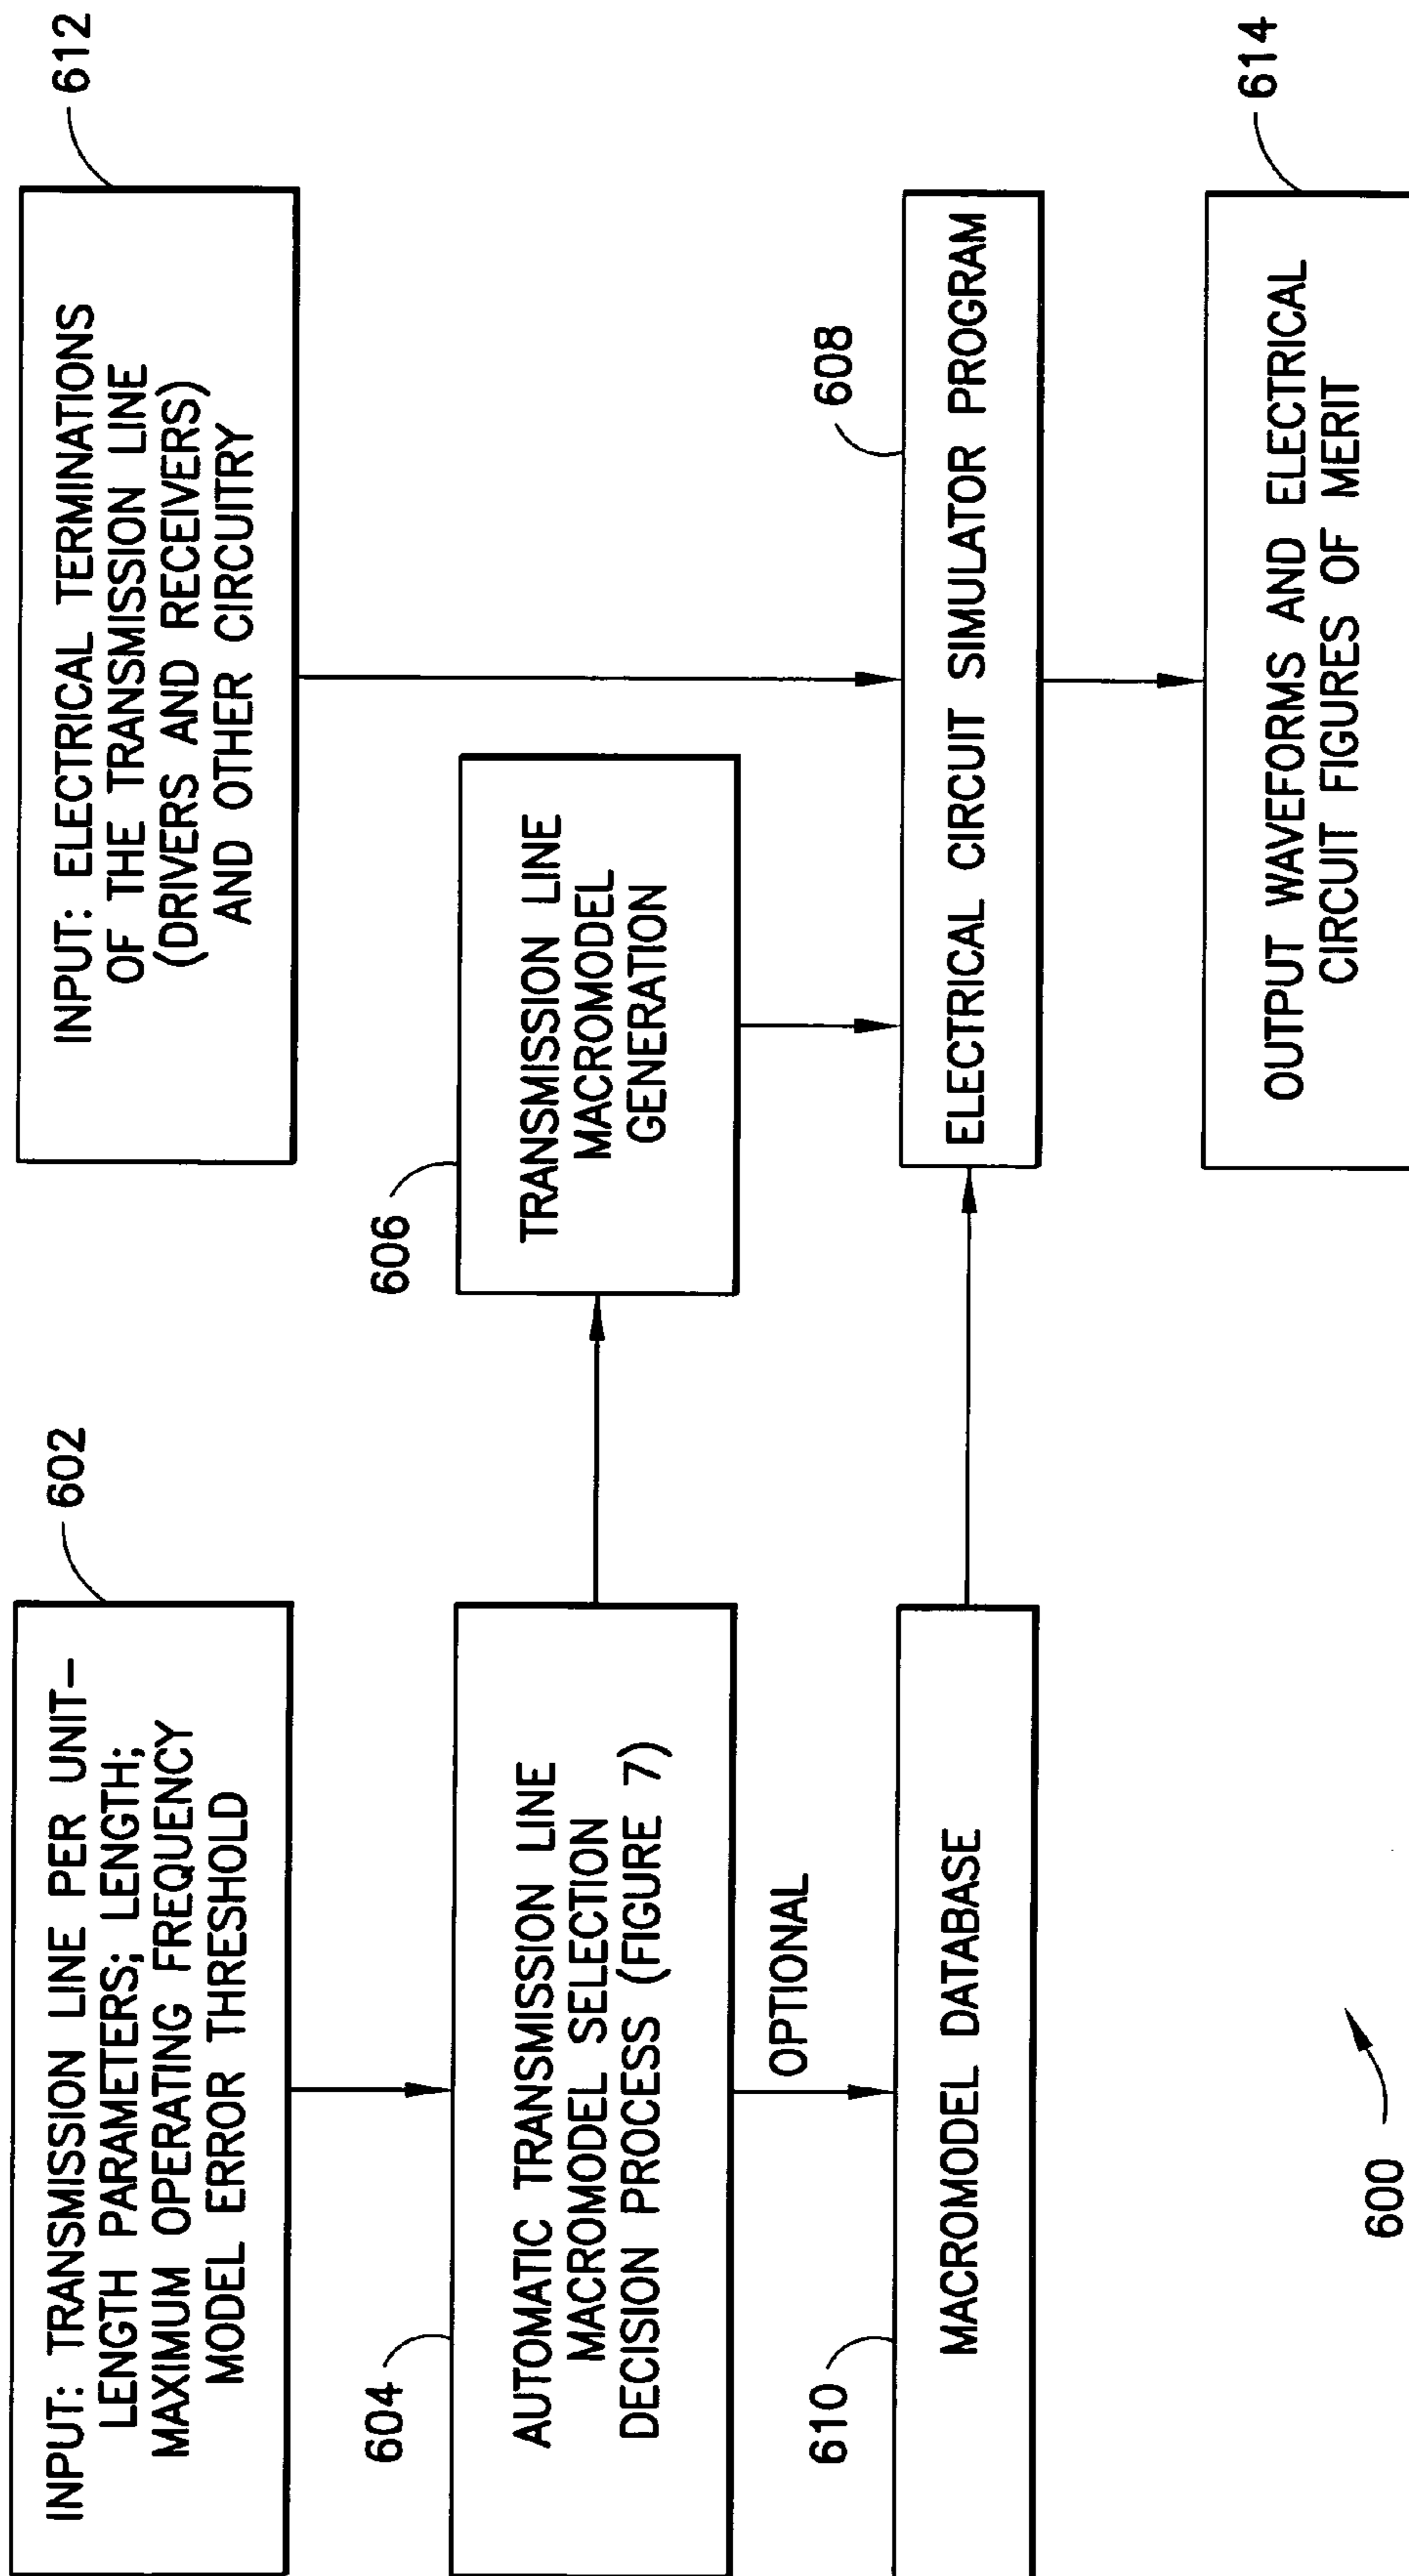 INPUT: TRANSMISSION LINE PER UNIT-
LENGTH PARAMETERS; LENGTH;
MAXIMUM OPERATING FREQUENCY
MODEL ERROR THRESHOLD
602
INPUT: ELECTRICAL TERMINATIONS
OF THE TRANSMISSION LINE
(DRIVERS AND RECEIVERS)
AND OTHER CIRCUITRY
612
604
AUTOMATIC TRANSMISSION LINE
MACROMODEL SELECTION
DECISION PROCESS (FIGURE 7)
606
TRANSMISSION LINE
MACROMODEL
GENERATION
OPTIONAL
610
MACROMODEL DATABASE
608
ELECTRICAL CIRCUIT SIMULATOR PROGRAM
OUTPUT WAVEFORMS AND ELECTRICAL
CIRCUIT FIGURES OF MERIT
614
600